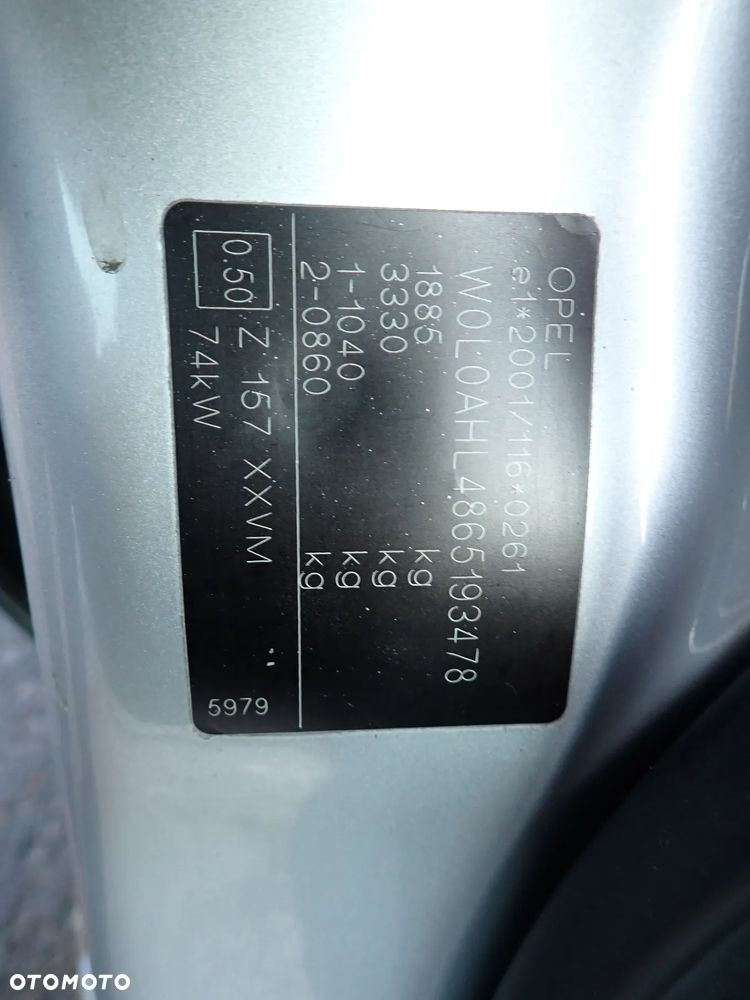 OPEL
e1*2001/116*0261
W0L0AHL4865193478
1885 kg
3330 kg
1-1040 kg
2-0860 kg
0.50 Z 157 XXVM
74kW
5979
OTOMOTO